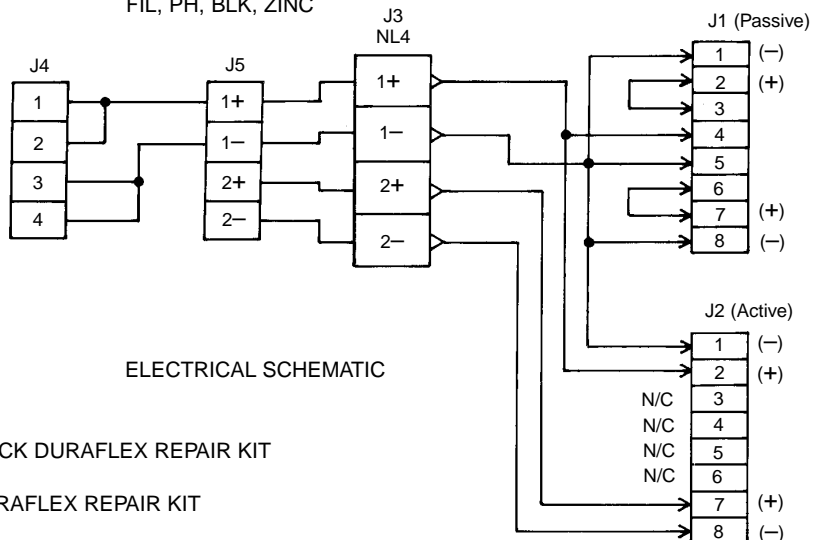 FIL, PH, BLK, ZINC
J3
NL4
J1 (Passive)
J4
J5
1
2
3
4
1+
1−
2+
2−
1+
1−
2+
2−
1 (−)
2 (+)
3
4
5
6
7 (+)
8 (−)
J2 (Active)
1 (−)
2 (+)
N/C 3
N/C 4
N/C 5
N/C 6
7 (+)
8 (−)
ELECTRICAL SCHEMATIC
CK DURAFLEX REPAIR KIT
RAFLEX REPAIR KIT